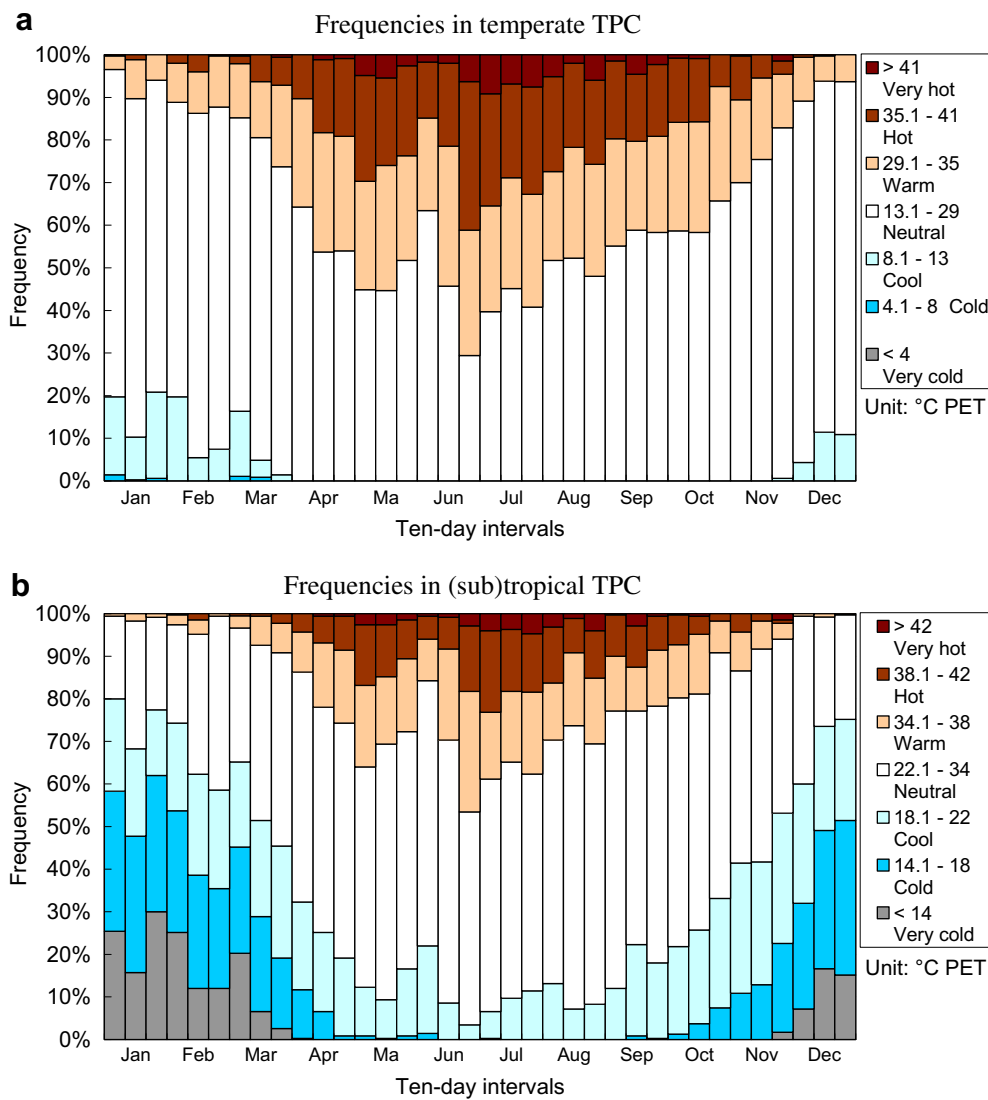 a
Frequencies in temperate TPC
100%
90%
80%
70%
60%
50%
40%
30%
20%
10%
0%
Frequency
Jan Feb Mar Apr Ma Jun Jul Aug Sep Oct Nov Dec
Ten-day intervals
> 41
Very hot
35.1 - 41
Hot
29.1 - 35
Warm
13.1 - 29
Neutral
8.1 - 13
Cool
4.1 - 8 Cold
< 4
Very cold
Unit: °C PET
b
Frequencies in (sub)tropical TPC
100%
90%
80%
70%
60%
50%
40%
30%
20%
10%
0%
Frequency
Jan Feb Mar Apr Ma Jun Jul Aug Sep Oct Nov Dec
Ten-day intervals
> 42
Very hot
38.1 - 42
Hot
34.1 - 38
Warm
22.1 - 34
Neutral
18.1 - 22
Cool
14.1 - 18
Cold
< 14
Very cold
Unit: °C PET